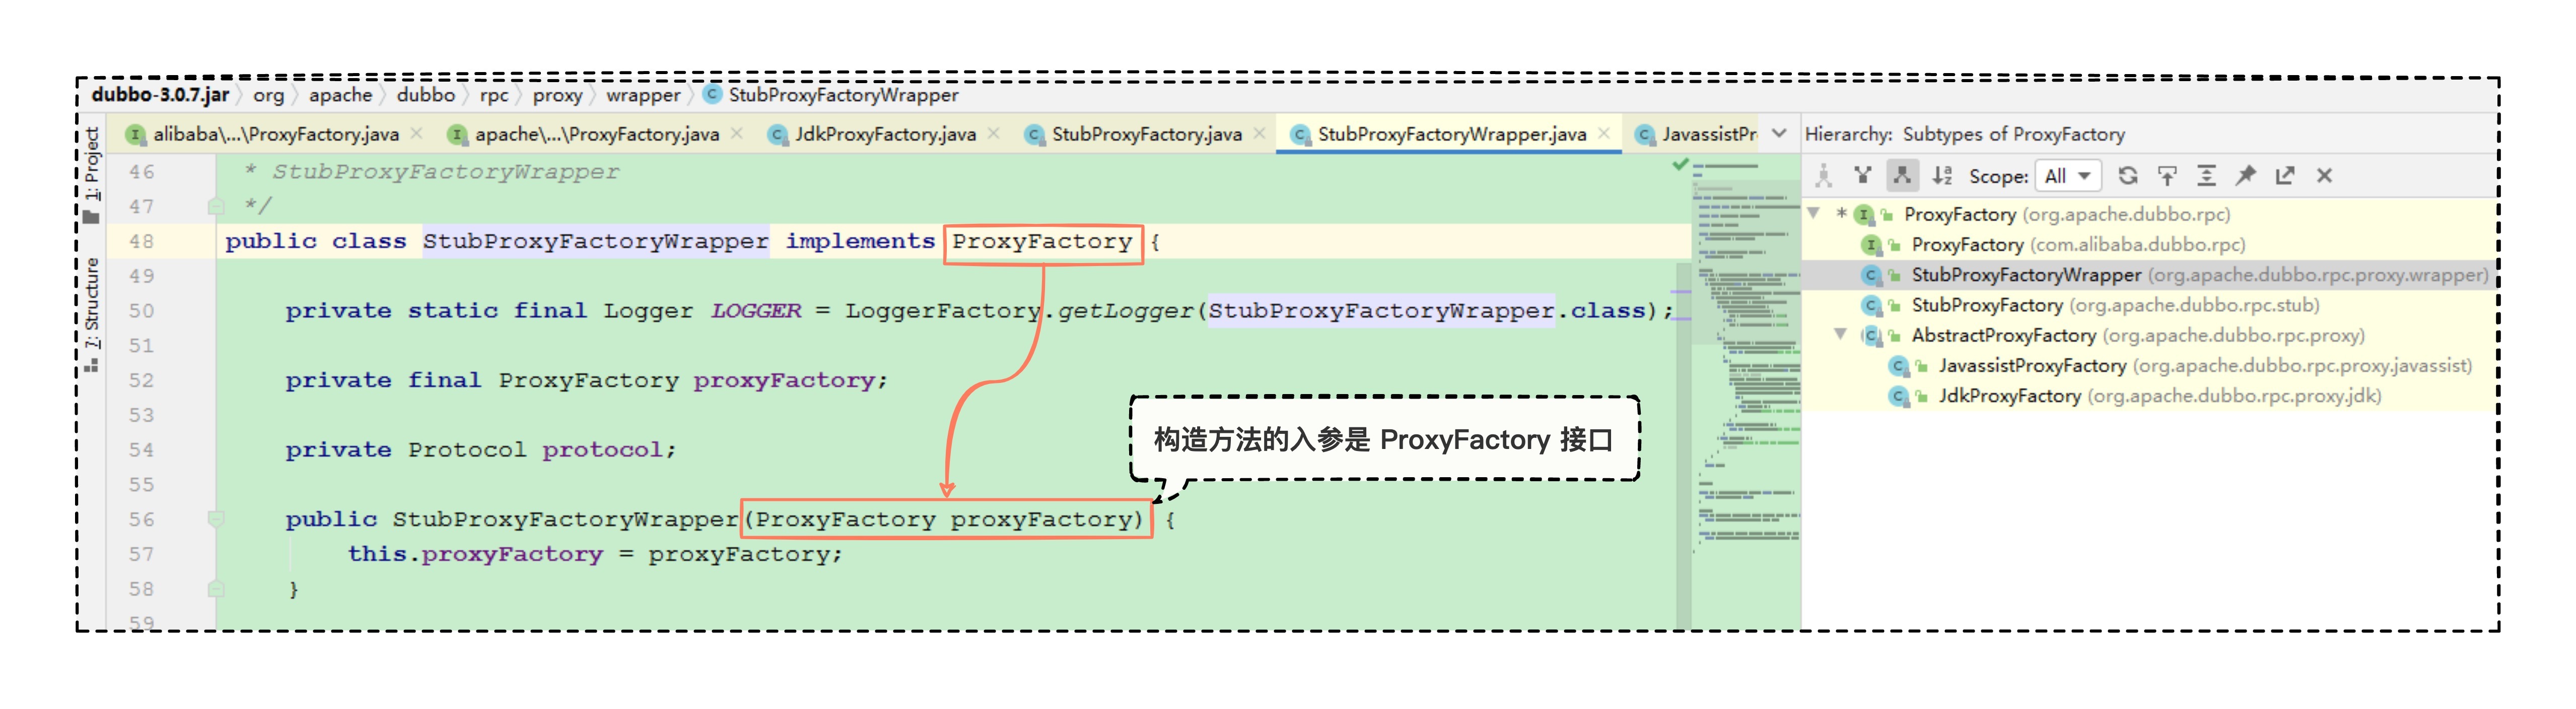 dubbo-3.0.7.jar 〉 org 〉 apache 〉 dubbo 〉 rpc 〉 proxy 〉 wrapper 〉 StubProxyFactoryWrapper
alibaba\...\ProxyFactory.java × apache\...\ProxyFactory.java × JdkProxyFactory.java × StubProxyFactory.java × StubProxyFactoryWrapper.java × JavassistPr
1: Project
7: Structure
46 * StubProxyFactoryWrapper
47 */
48 public class StubProxyFactoryWrapper implements ProxyFactory {
49
50 private static final Logger LOGGER = LoggerFactory.getLogger(StubProxyFactoryWrapper.class);
51
52 private final ProxyFactory proxyFactory;
53
54 private Protocol protocol;
55
56 public StubProxyFactoryWrapper(ProxyFactory proxyFactory) {
57 this.proxyFactory = proxyFactory;
58 }
59
构造方法的入参是 ProxyFactory 接口
Hierarchy: Subtypes of ProxyFactory
Scope: All
* ProxyFactory (org.apache.dubbo.rpc)
ProxyFactory (com.alibaba.dubbo.rpc)
StubProxyFactoryWrapper (org.apache.dubbo.rpc.proxy.wrapper)
StubProxyFactory (org.apache.dubbo.rpc.stub)
AbstractProxyFactory (org.apache.dubbo.rpc.proxy)
JavassistProxyFactory (org.apache.dubbo.rpc.proxy.javassist)
JdkProxyFactory (org.apache.dubbo.rpc.proxy.jdk)